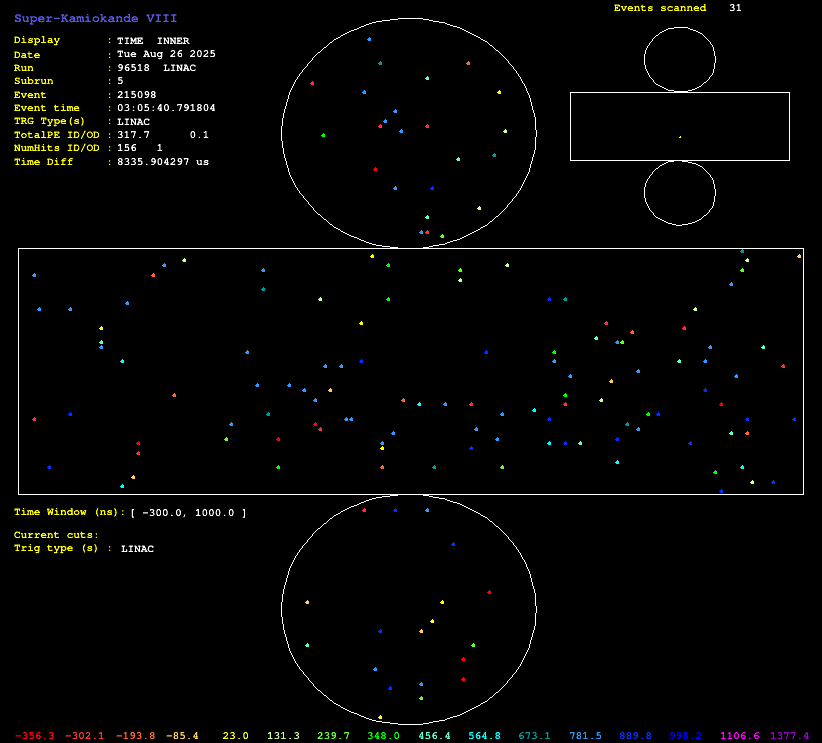 Events scanned 31
Super-Kamiokande VIII
Display : TIME INNER
Date : Tue Aug 26 2025
Run : 96518 LINAC
Subrun : 5
Event : 215098
Event time : 03:05:40.791804
TRG Type(s) : LINAC
TotalPE ID/OD : 317.7 0.1
NumHits ID/OD : 156 1
Time Diff : 8335.904297 us
Time Window (ns): [ -300.0, 1000.0 ]
Current cuts:
Trig type (s) : LINAC
-356.3 -302.1 -193.8 -85.4 23.0 131.3 239.7 348.0 456.4 564.8 673.1 781.5 889.8 998.2 1106.6 1377.4